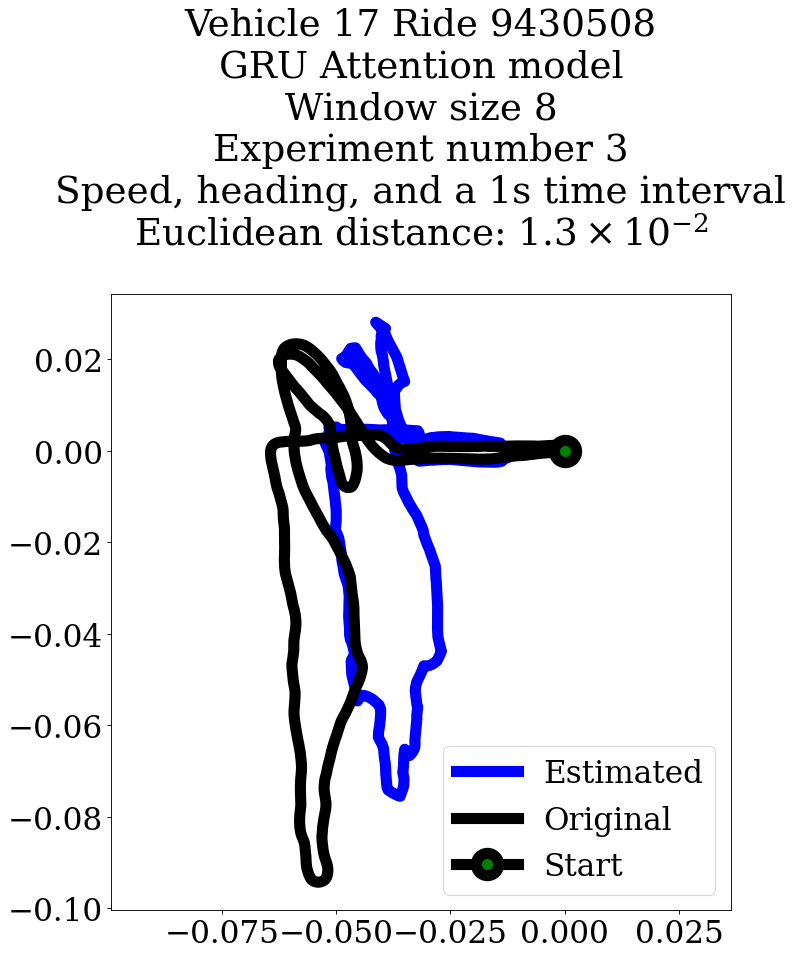 Vehicle 17 Ride 9430508
GRU Attention model
Window size 8
Experiment number 3
Speed, heading, and a 1s time interval
Euclidean distance: 1.3 × 10⁻²
0.02
0.00
−0.02
−0.04
−0.06
−0.08
−0.10
Estimated
Original
Start
−0.075 −0.050 −0.025 0.000 0.025